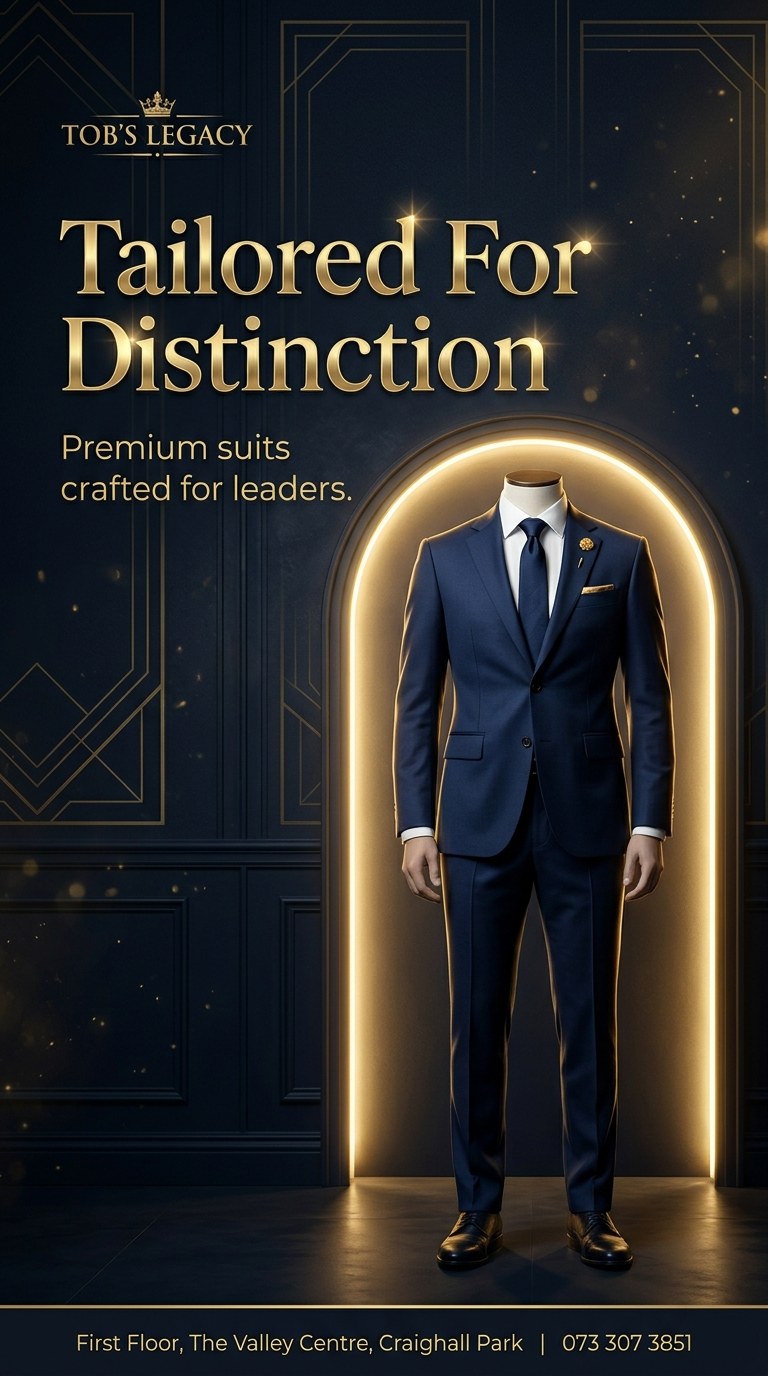 TOB'S LEGACY
Tailored For
Distinction
Premium suits
crafted for leaders.
First Floor, The Valley Centre, Craighall Park | 073 307 3851